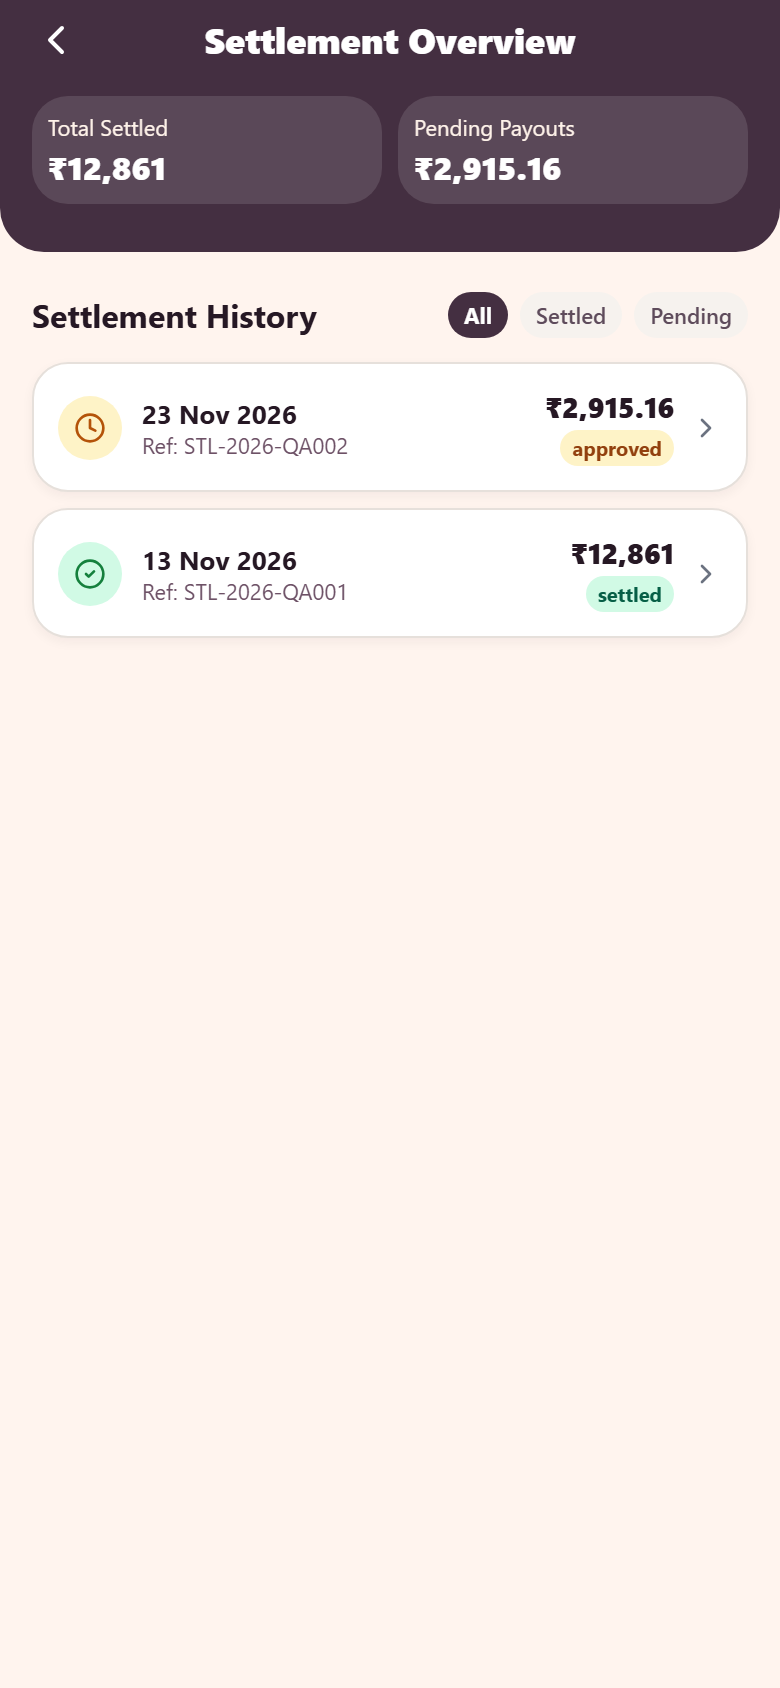 Settlement Overview
Total Settled
₹12,861
Pending Payouts
₹2,915.16
Settlement History
All
Settled
Pending
23 Nov 2026
Ref: STL-2026-QA002
₹2,915.16
approved
13 Nov 2026
Ref: STL-2026-QA001
₹12,861
settled